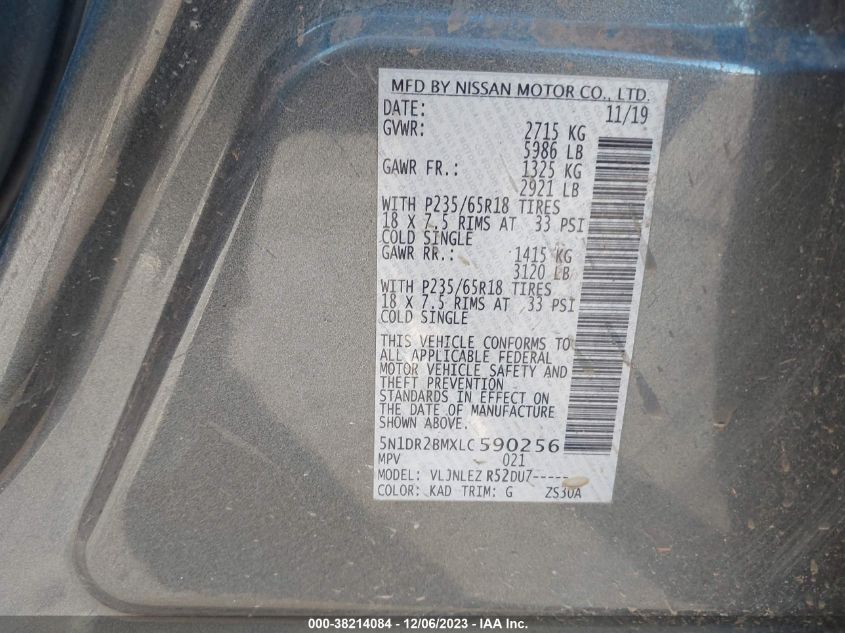 MFD BY NISSAN MOTOR CO., LTD.
DATE: 11/19
GVWR: 2715 KG
5986 LB
GAWR FR.: 1325 KG
2921 LB
WITH P235/65R18 TIRES
18 X 7.5 RIMS AT 33 PSI
COLD SINGLE
GAWR RR.: 1415 KG
3120 LB
WITH P235/65R18 TIRES
18 X 7.5 RIMS AT 33 PSI
COLD SINGLE
THIS VEHICLE CONFORMS TO
ALL APPLICABLE FEDERAL
MOTOR VEHICLE SAFETY AND
THEFT PREVENTION
STANDARDS IN EFFECT ON
THE DATE OF MANUFACTURE
SHOWN ABOVE.
5N1DR2BMXLC590256
MPV 021
MODEL: VLJNLEZ R52DU7-----
COLOR: KAD TRIM: G ZS30A
000-38214084 - 12/06/2023 - IAA Inc.